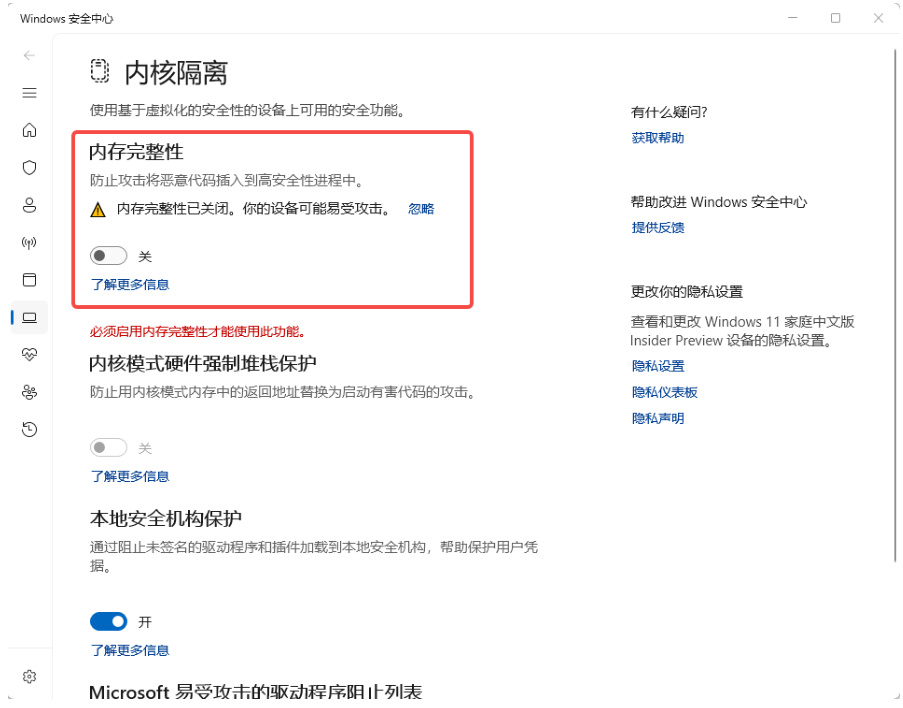 Windows 安全中心
内核隔离
使用基于虚拟化的安全性的设备上可用的安全功能。
内存完整性
防止攻击将恶意代码插入到高安全性进程中。
内存完整性已关闭。你的设备可能易受攻击。 忽略
关
了解更多信息
必须启用内存完整性才能使用此功能。
内核模式硬件强制堆栈保护
防止用内核模式内存中的返回地址替换为启动有害代码的攻击。
关
了解更多信息
本地安全机构保护
通过阻止未签名的驱动程序和插件加载到本地安全机构，帮助保护用户凭
据。
开
了解更多信息
Microsoft 易受攻击的驱动程序阻止列表
有什么疑问?
获取帮助
帮助改进 Windows 安全中心
提供反馈
更改你的隐私设置
查看和更改 Windows 11 家庭中文版
Insider Preview 设备的隐私设置。
隐私设置
隐私仪表板
隐私声明